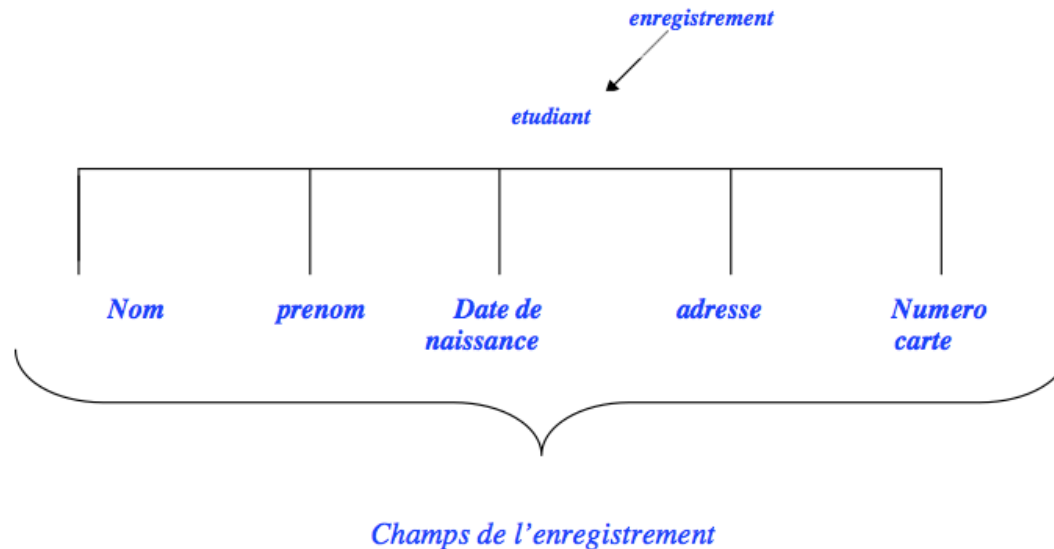 enregistrement
etudiant
Nom prenom Date de adresse Numero
naissance carte
Champs de l'enregistrement